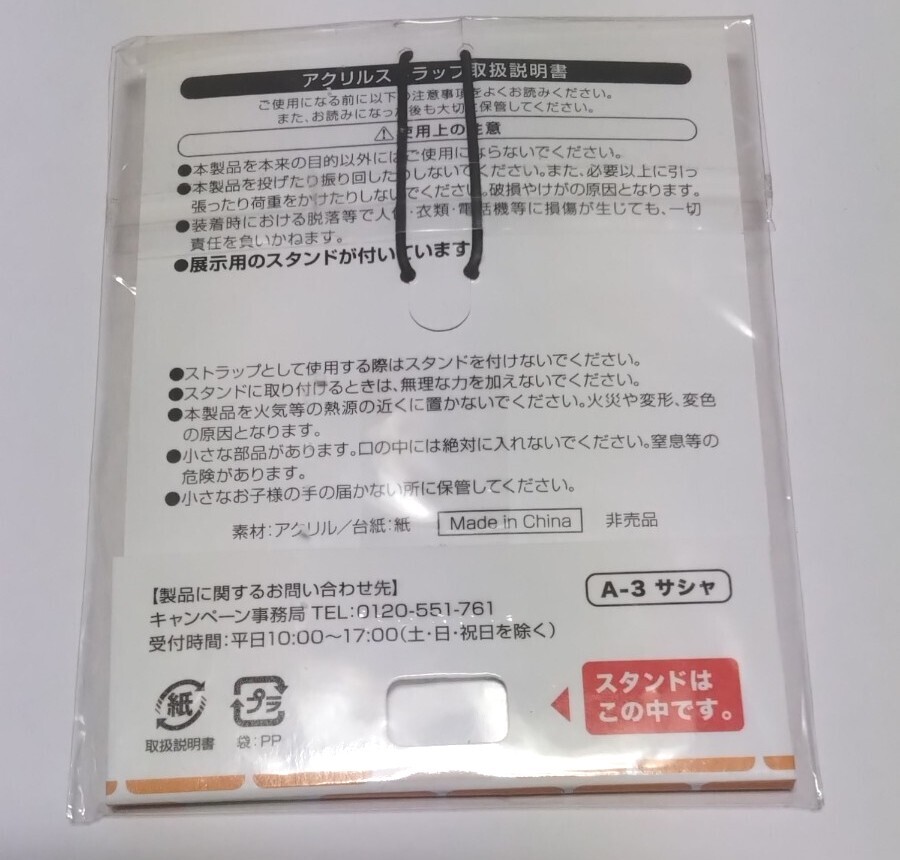 アクリルストラップ取扱説明書
ご使用になる前に以下の注意事項をよくお読みください。
また、お読みになった後も大切に保管してください。
⚠使用上の注意
●本製品を本来の目的以外にはご使用にならないでください。
●本製品を投げたり振り回したりしないでください。また、必要以上に引っ
張ったり荷重をかけたりしないでください。破損やけがの原因となります。
●装着時における脱落等で人体・衣類・電話機等に損傷が生じても、一切
責任を負いかねます。
●展示用のスタンドが付いています
●ストラップとして使用する際はスタンドを付けないでください。
●スタンドに取り付けるときは、無理な力を加えないでください。
●本製品を火気等の熱源の近くに置かないでください。火災や変形、変色
の原因となります。
●小さな部品があります。口の中には絶対に入れないでください。窒息等の
危険があります。
●小さなお子様の手の届かない所に保管してください。
素材：アクリル／台紙：紙 Made in China 非売品
【製品に関するお問い合わせ先】
A-3 サシャ
キャンペーン事務局 TEL：0120-551-761
受付時間：平日10:00〜17:00（土・日・祝日を除く）
紙
取扱説明書
プラ
袋：PP
スタンドは
この中です。